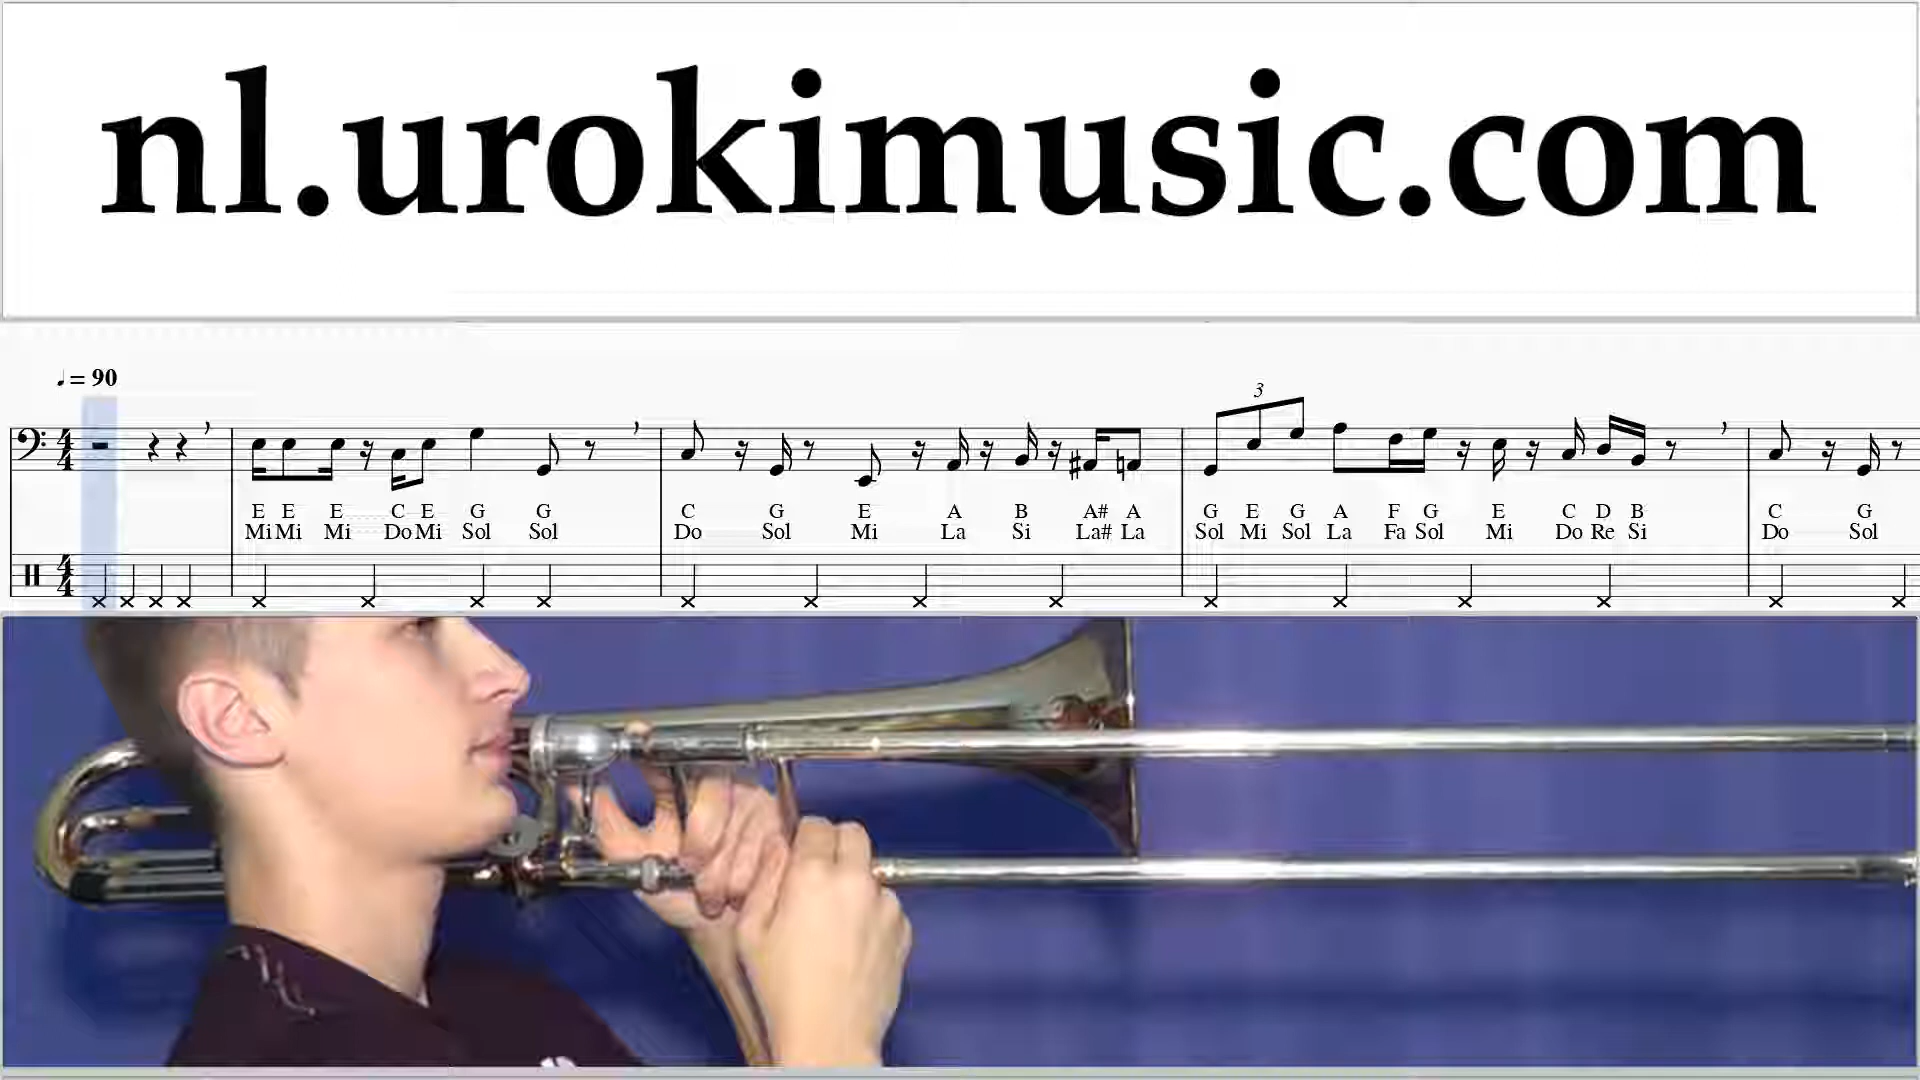 nl.urokimusic.com
♩ = 90
3
E E E C E G G C G E A B A# A G E G A F G E C D B C G
Mi Mi Mi Do Mi Sol Sol Do Sol Mi La Si La# La Sol Mi Sol La Fa Sol Mi Do Re Si Do Sol